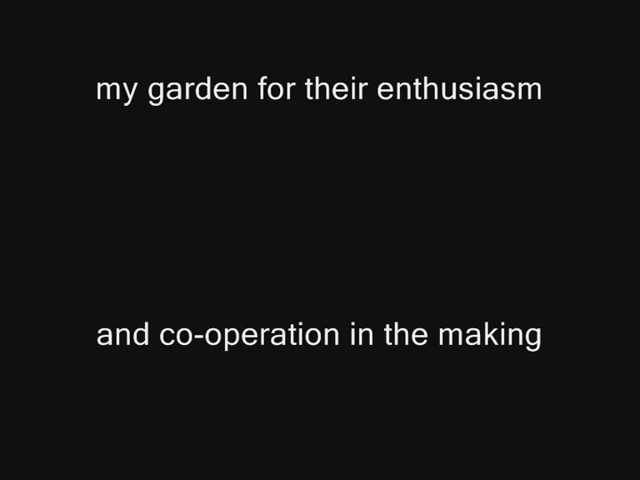 my garden for their enthusiasm
and co-operation in the making